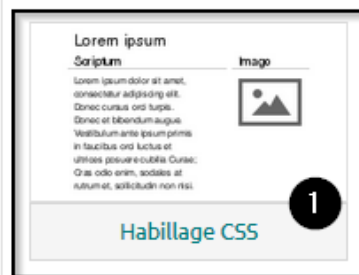 Lorem ipsum
Scriptum
Imago
Lorem ipsum dolor sit amet,
consectetur adipiscing elit.
Donec cursus orci turpis.
Donec et bibendum augue.
Vestibulum ante ipsum primis
in faucibus orci luctus et
ultrices posuere cubilia Curae;
Cras odio enim, sodales at
rutrum et, sollicitudin non nisi.
1
Habillage CSS